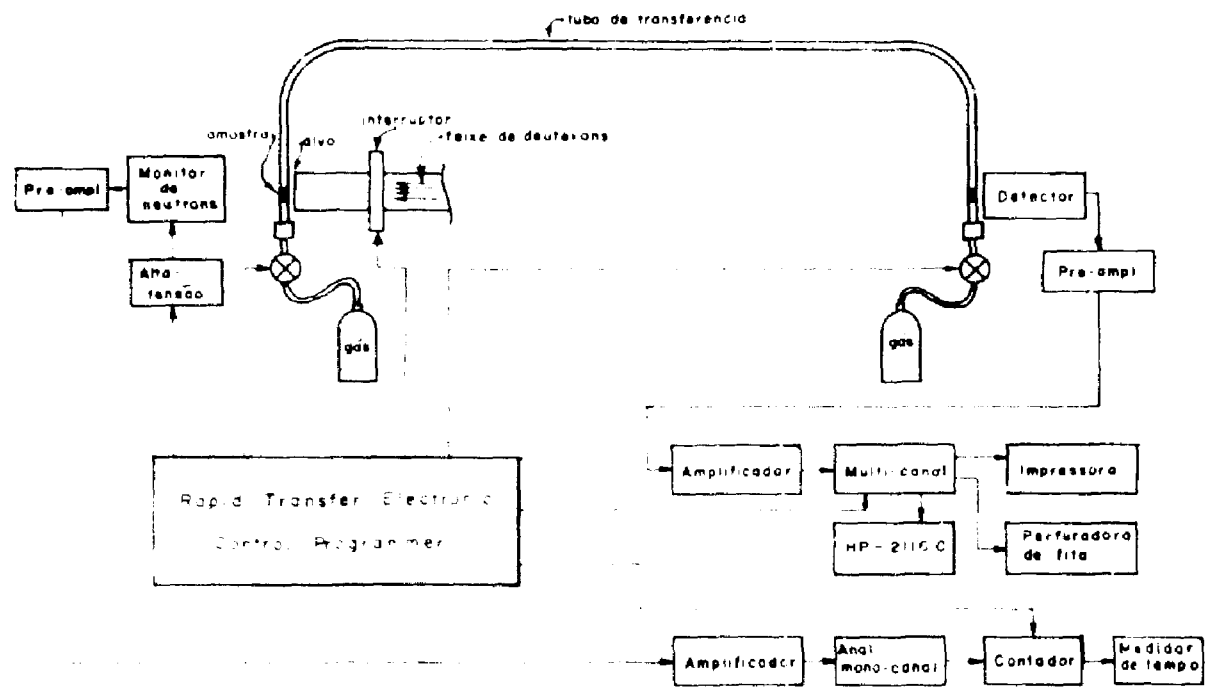 tubo de transferência
interruptor
feixe de deuterons
amostra
alvo
Pre-ampl
Monitor
de
neutrons
Alta-
tensão
Detector
Pre-ampl
gás
gás
Rapid Transfer Electronic
Control Programmer
Amplificador
Multi-canal
Impressora
HP-
Perfuradora
de fita
Amplificador
Anal
mono-canal
Contador
Medidor
de tempo